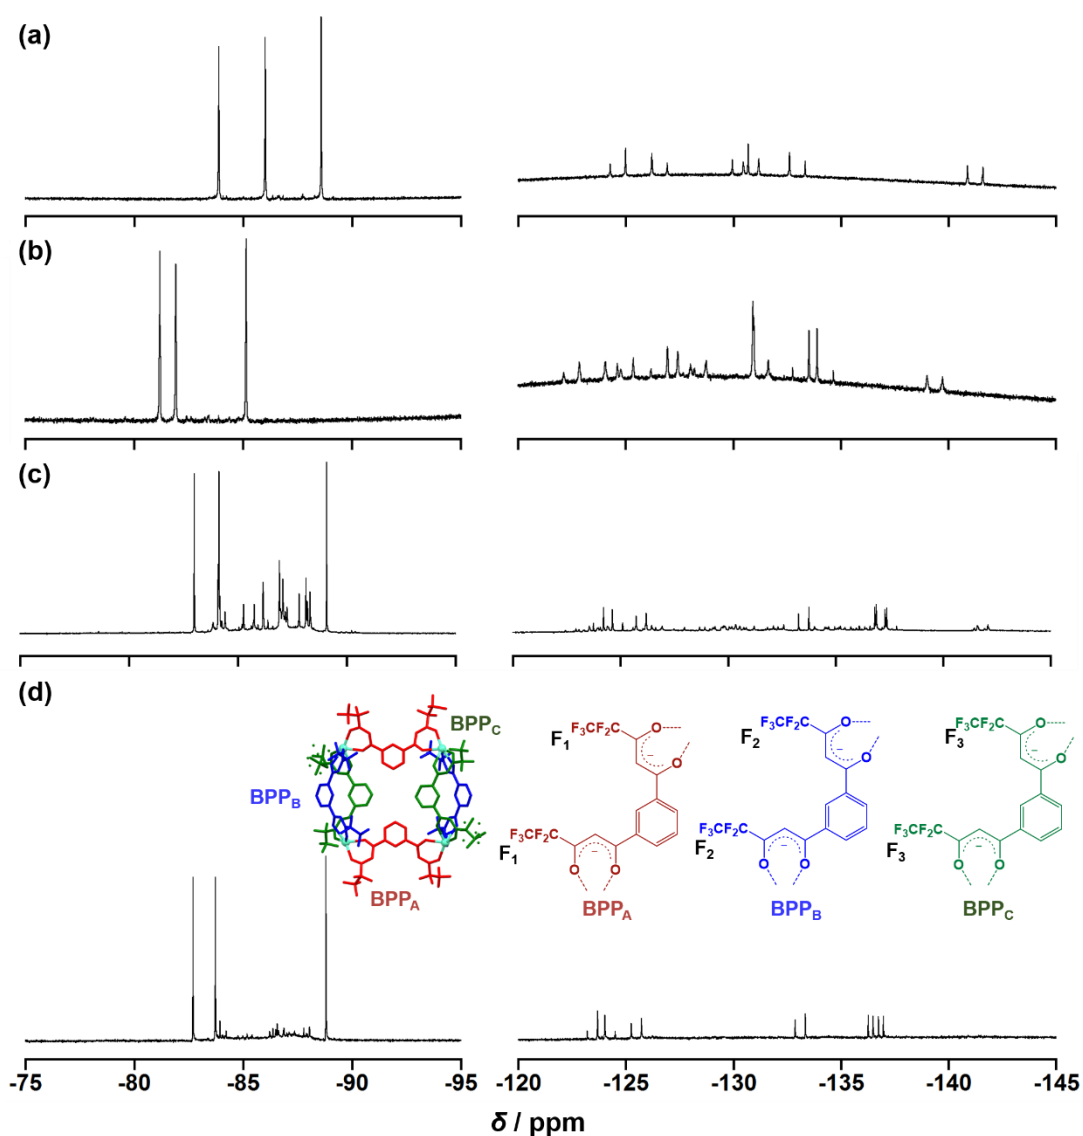 (a)
(b)
(c)
(d)
BPPC
BPPB
BPPA
F3CF2C O
F1
−
O
F3CF2C
F1
−
O O
BPPA
F3CF2C O
F2
−
O
F3CF2C
F2
−
O O
BPPB
F3CF2C O
F3
−
O
F3CF2C
F3
−
O O
BPPC
-75 -80 -85 -90 -95 -120 -125 -130 -135 -140 -145
δ / ppm